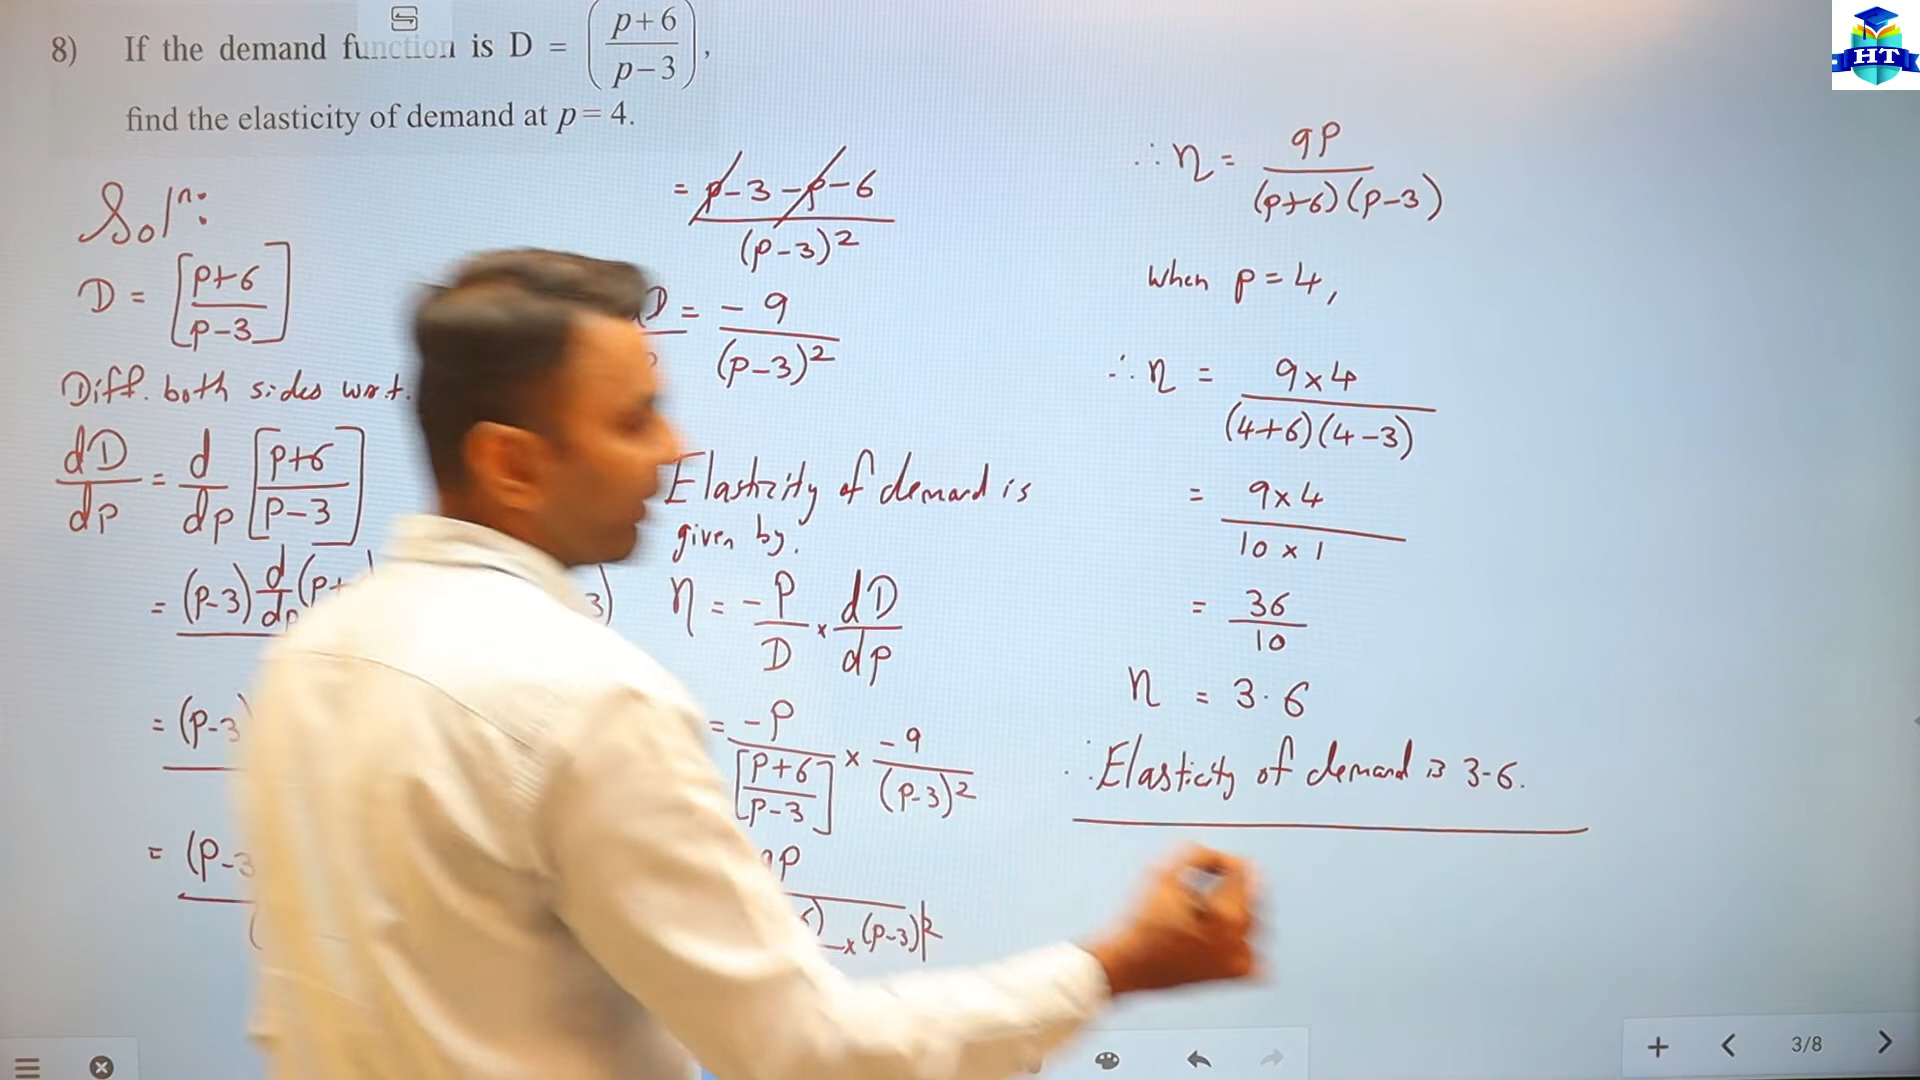 8) If the demand function is D = (p+6/p−3),
find the elasticity of demand at p = 4.
Solⁿ:
D = [p+6/p-3]
Diff. both sides w.r.t.
dD/dp = d/dp [p+6/p-3]
= (p-3) d/dp (p+ 3)
= (p-3)
= (p-3
= p-3-p-6/(p-3)²
D = -9/(p-3)²
Elasticity of demand is
given by.
η = -P/D × dD/dp
= -P/[P+6/P-3] × -9/(p-3)²
9P/ ×(p-3)
∴ η = 9P/(p+6)(p-3)
when p = 4,
∴ η = 9×4/(4+6)(4-3)
= 9×4/10×1
= 36/10
η = 3.6
∴ Elasticity of demand is 3.6.
HT
3/8